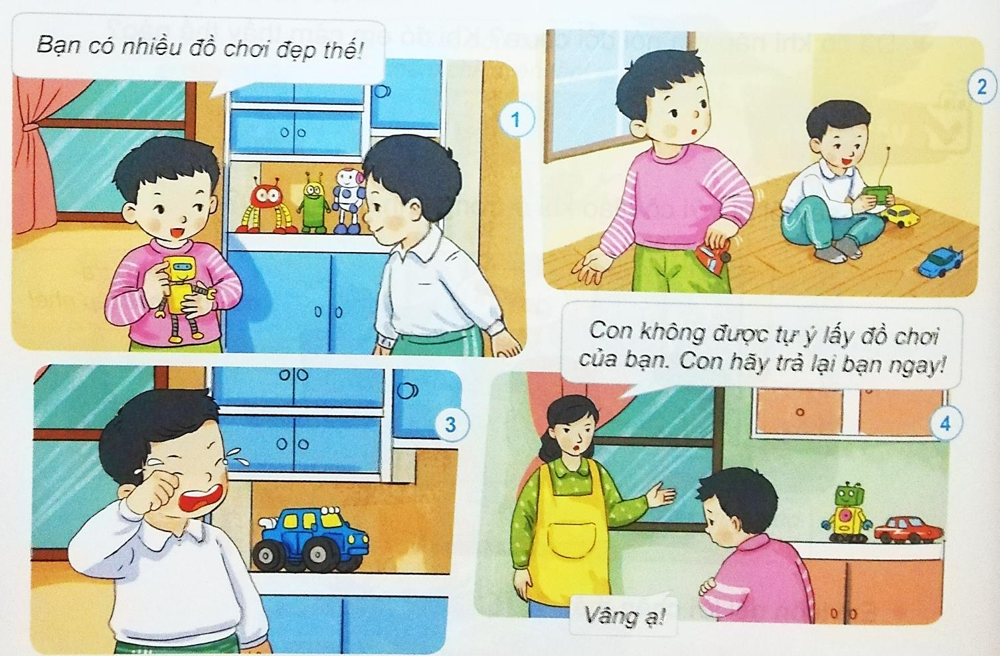 Bạn có nhiều đồ chơi đẹp thế!
1
2
3
Con không được tự ý lấy đồ chơi
của bạn. Con hãy trả lại bạn ngay!
4
Vâng ạ!